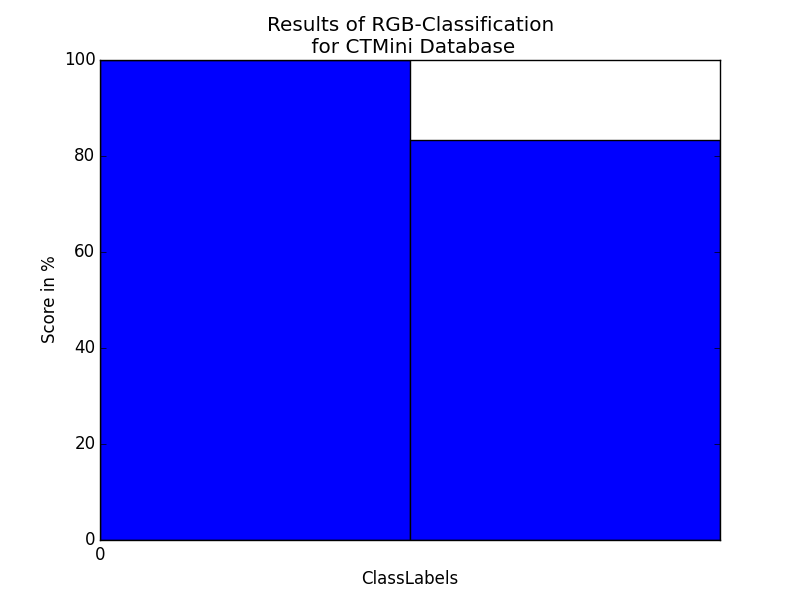 Results of RGB-Classification
for CTMini Database
100
80
60
40
20
0
Score in %
0
ClassLabels